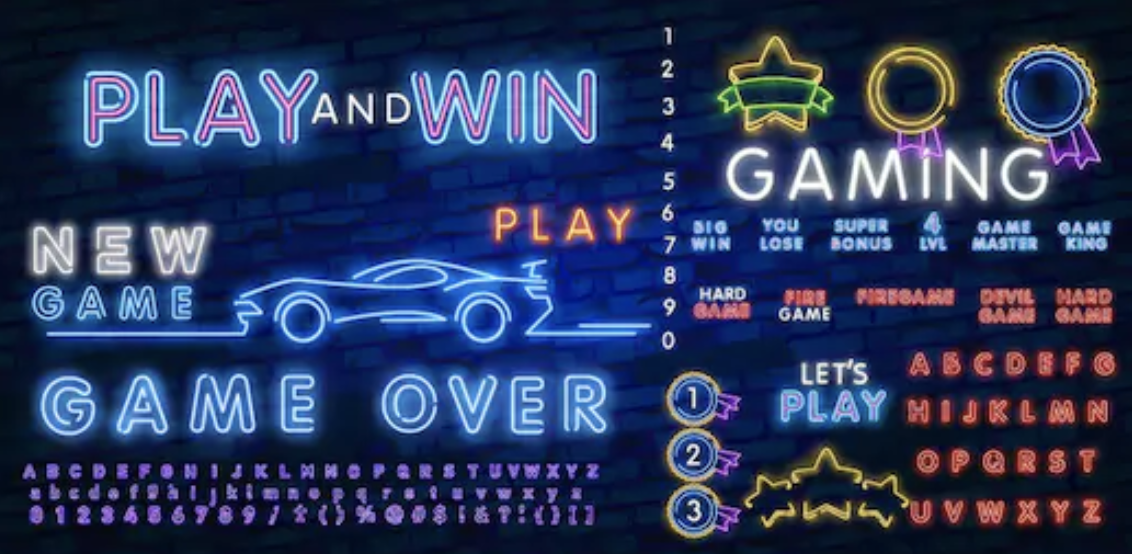 PLAY AND WIN
NEW
GAME
PLAY
GAME OVER
A B C D E F G H I J K L M N O P Q R S T U V W X Y Z
a b c d e f g h i j k l m n o p q r s t u v w x y z
1
2
3
4
5
6
7
8
9
0
GAMING
BIG
WIN
YOU
LOSE
SUPER
BONUS
4
LVL
GAME
MASTER
GAME
KING
HARD
GAME
FIRE
GAME
FIREGAME
DEVIL
GAME
HARD
GAME
1
2
3
LET'S
PLAY
A B C D E F G
H I J K L M N
O P Q R S T
U V W X Y Z